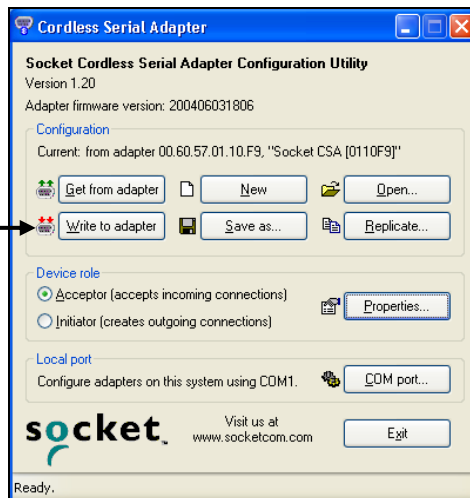 Cordless Serial Adapter
Socket Cordless Serial Adapter Configuration Utility
Version 1.20
Adapter firmware version: 200406031806
Configuration
Current: from adapter 00.60.57.01.10.F9, "Socket CSA [0110F9]"
Get from adapter New Open...
Write to adapter Save as... Replicate...
Device role
Acceptor (accepts incoming connections)
Initiator (creates outgoing connections)
Properties...
Local port
Configure adapters on this system using COM1. COM port...
socket
Visit us at
www.socketcom.com
Exit
Ready.